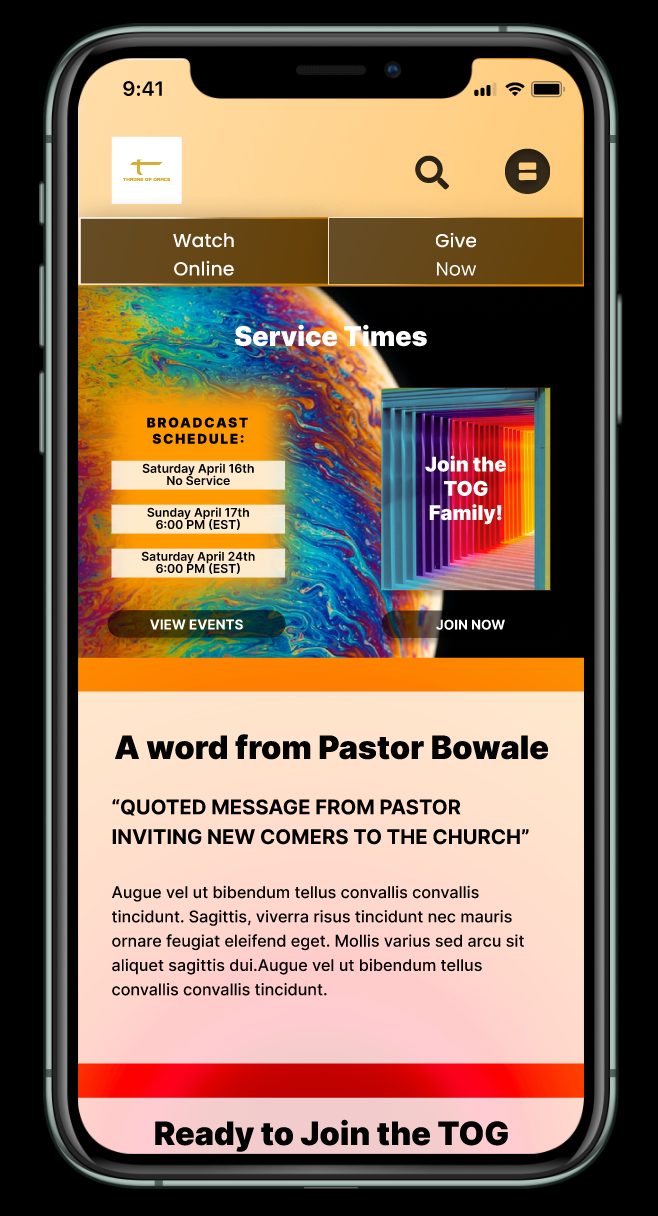 9:41
THRONE OF GRACE
Watch
Online
Give
Now
Service Times
BROADCAST
SCHEDULE:
Saturday April 16th
No Service
Sunday April 17th
6:00 PM (EST)
Saturday April 24th
6:00 PM (EST)
VIEW EVENTS
Join the
TOG
Family!
JOIN NOW
A word from Pastor Bowale
“QUOTED MESSAGE FROM PASTOR
INVITING NEW COMERS TO THE CHURCH”
Augue vel ut bibendum tellus convallis convallis
tincidunt. Sagittis, viverra risus tincidunt nec mauris
ornare feugiat eleifend eget. Mollis varius sed arcu sit
aliquet sagittis dui.Augue vel ut bibendum tellus
convallis convallis tincidunt.
Ready to Join the TOG